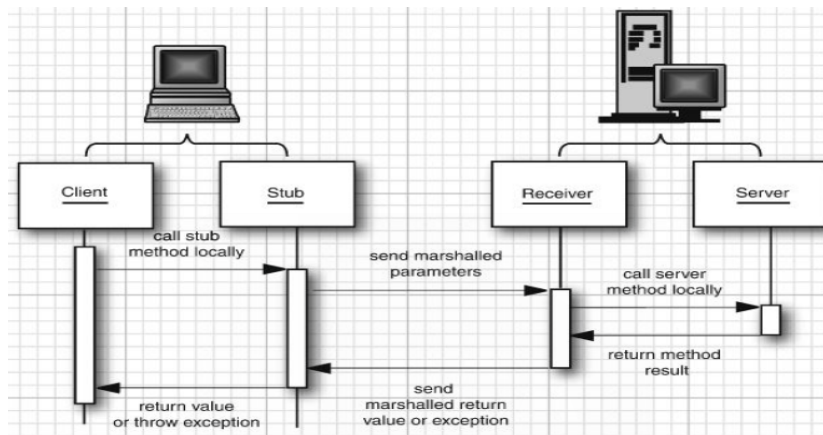 Client
Stub
Receiver
Server
call stub
method locally
send marshalled
parameters
call server
method locally
return method
result
return value
or throw exception
send
marshalled return
value or exception